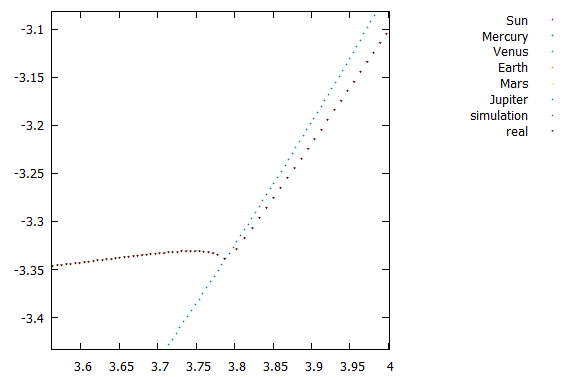 -3.1
-3.15
-3.2
-3.25
-3.3
-3.35
-3.4
3.6 3.65 3.7 3.75 3.8 3.85 3.9 3.95 4
Sun
Mercury
Venus
Earth
Mars
Jupiter
simulation
real